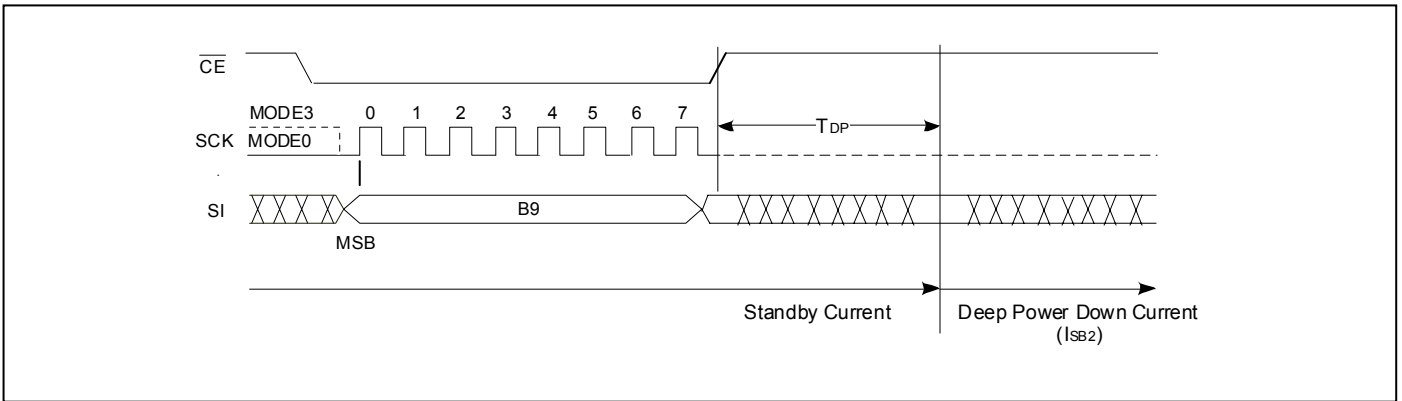 CE
MODE3 0 1 2 3 4 5 6 7
TDP
SCK MODE0
SI B9
MSB
Standby Current Deep Power Down Current
(ISB2)